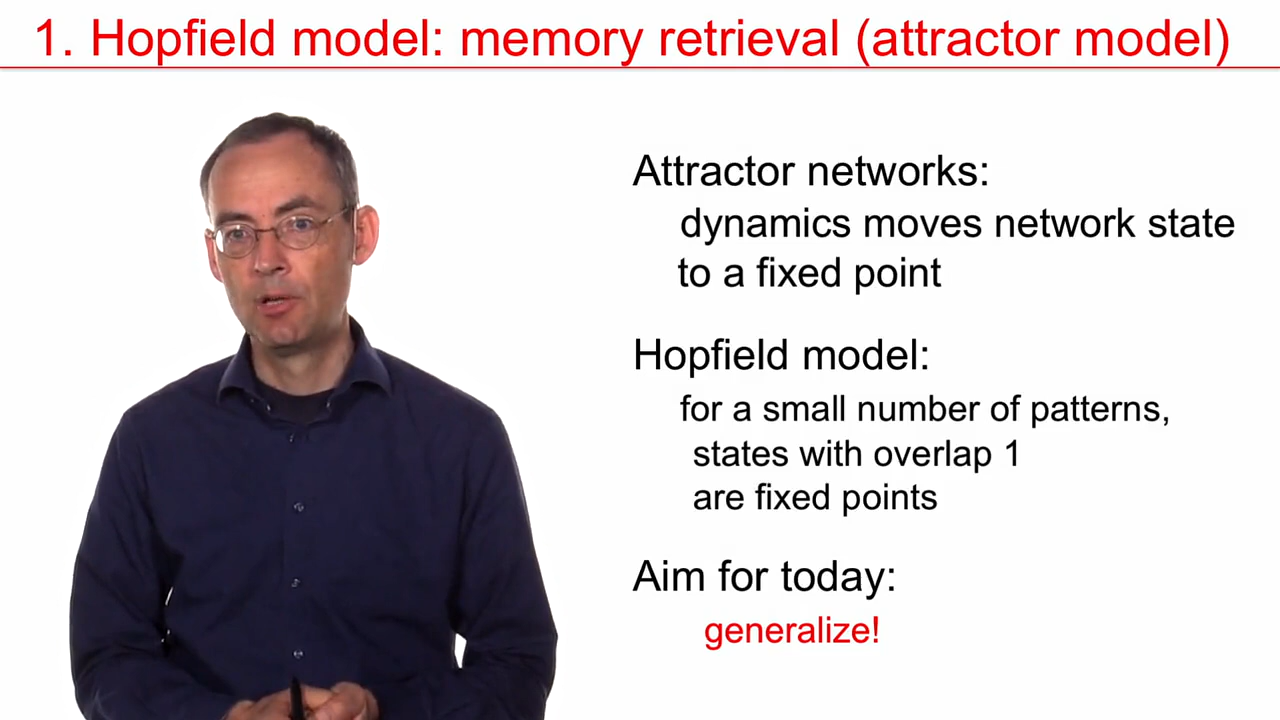 1. Hopfield model: memory retrieval (attractor model)
Attractor networks:
dynamics moves network state
to a fixed point
Hopfield model:
for a small number of patterns,
states with overlap 1
are fixed points
Aim for today:
generalize!